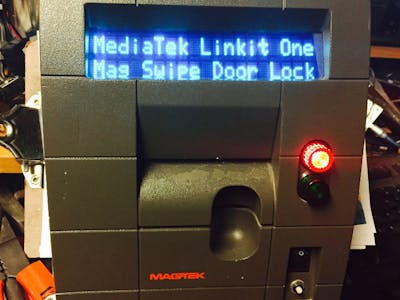 MediaTek Linkit One
Mag Swipe Door Lock
MAGTEK